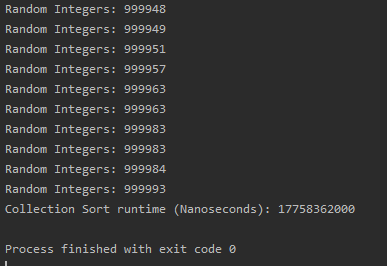 Random Integers: 999948
Random Integers: 999949
Random Integers: 999951
Random Integers: 999957
Random Integers: 999963
Random Integers: 999963
Random Integers: 999983
Random Integers: 999983
Random Integers: 999984
Random Integers: 999993
Collection Sort runtime (Nanoseconds): 17758362000
Process finished with exit code 0